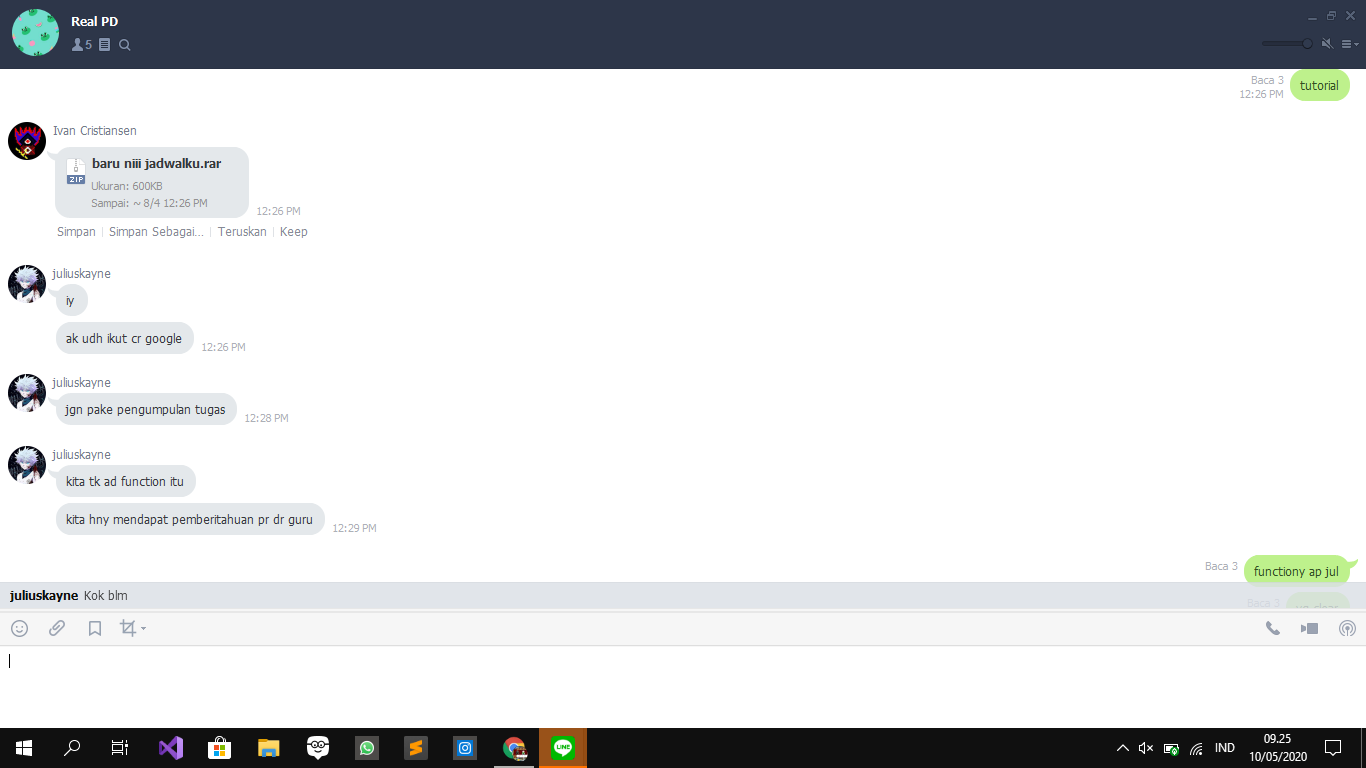 Real PD
5
Baca 3
12:26 PM
tutorial
Ivan Cristiansen
baru niii jadwalku.rar
ZIP
Ukuran: 600KB
Sampai: ~ 8/4 12:26 PM
12:26 PM
Simpan | Simpan Sebagai... | Teruskan | Keep
juliuskayne
iy
ak udh ikut cr google
12:26 PM
juliuskayne
jgn pake pengumpulan tugas
12:28 PM
juliuskayne
kita tk ad function itu
kita hny mendapat pemberitahuan pr dr guru
12:29 PM
Baca 3
functiony ap jul
Baca 3
juliuskayne Kok blm
LINE
IND
09.25
10/05/2020